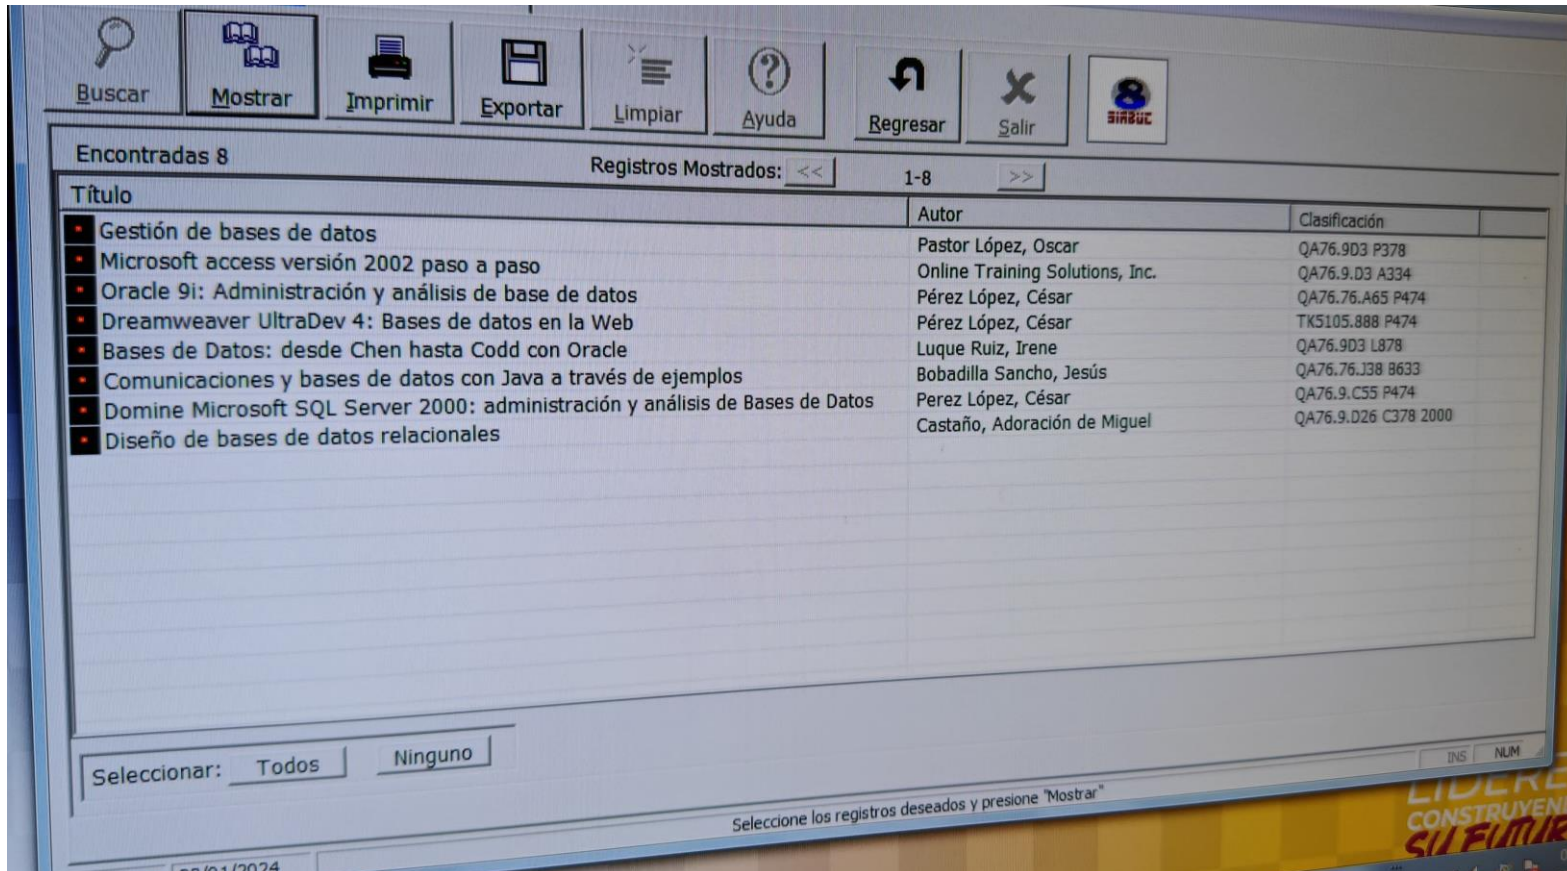 Buscar Mostrar Imprimir Exportar Limpiar Ayuda Regresar Salir SIABUC 8
Encontradas 8 Registros Mostrados: << 1-8 >>
Título Autor Clasificación
Gestión de bases de datos Pastor López, Oscar QA76.9D3 P378
Microsoft access versión 2002 paso a paso Online Training Solutions, Inc. QA76.9.D3 A334
Oracle 9i: Administración y análisis de base de datos Pérez López, César QA76.76.A65 P474
Dreamweaver UltraDev 4: Bases de datos en la Web Pérez López, César TK5105.888 P474
Bases de Datos: desde Chen hasta Codd con Oracle Luque Ruiz, Irene QA76.9D3 L878
Comunicaciones y bases de datos con Java a través de ejemplos Bobadilla Sancho, Jesús QA76.76.J38 B633
Domine Microsoft SQL Server 2000: administración y análisis de Bases de Datos Perez López, César QA76.9.C55 P474
Diseño de bases de datos relacionales Castaño, Adoración de Miguel QA76.9.D26 C378 2000
Seleccionar: Todos Ninguno
INS NUM
Seleccione los registros deseados y presione "Mostrar"
CONSTRUYEN
SU FUTUR